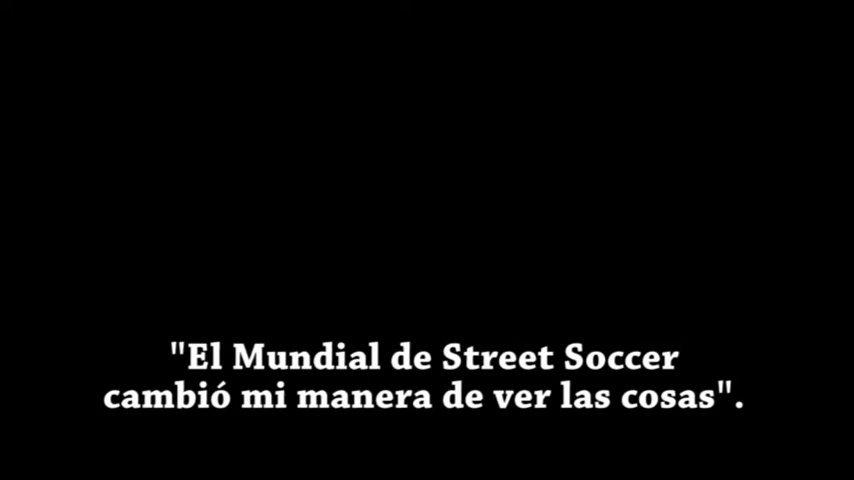 "El Mundial de Street Soccer
cambió mi manera de ver las cosas".